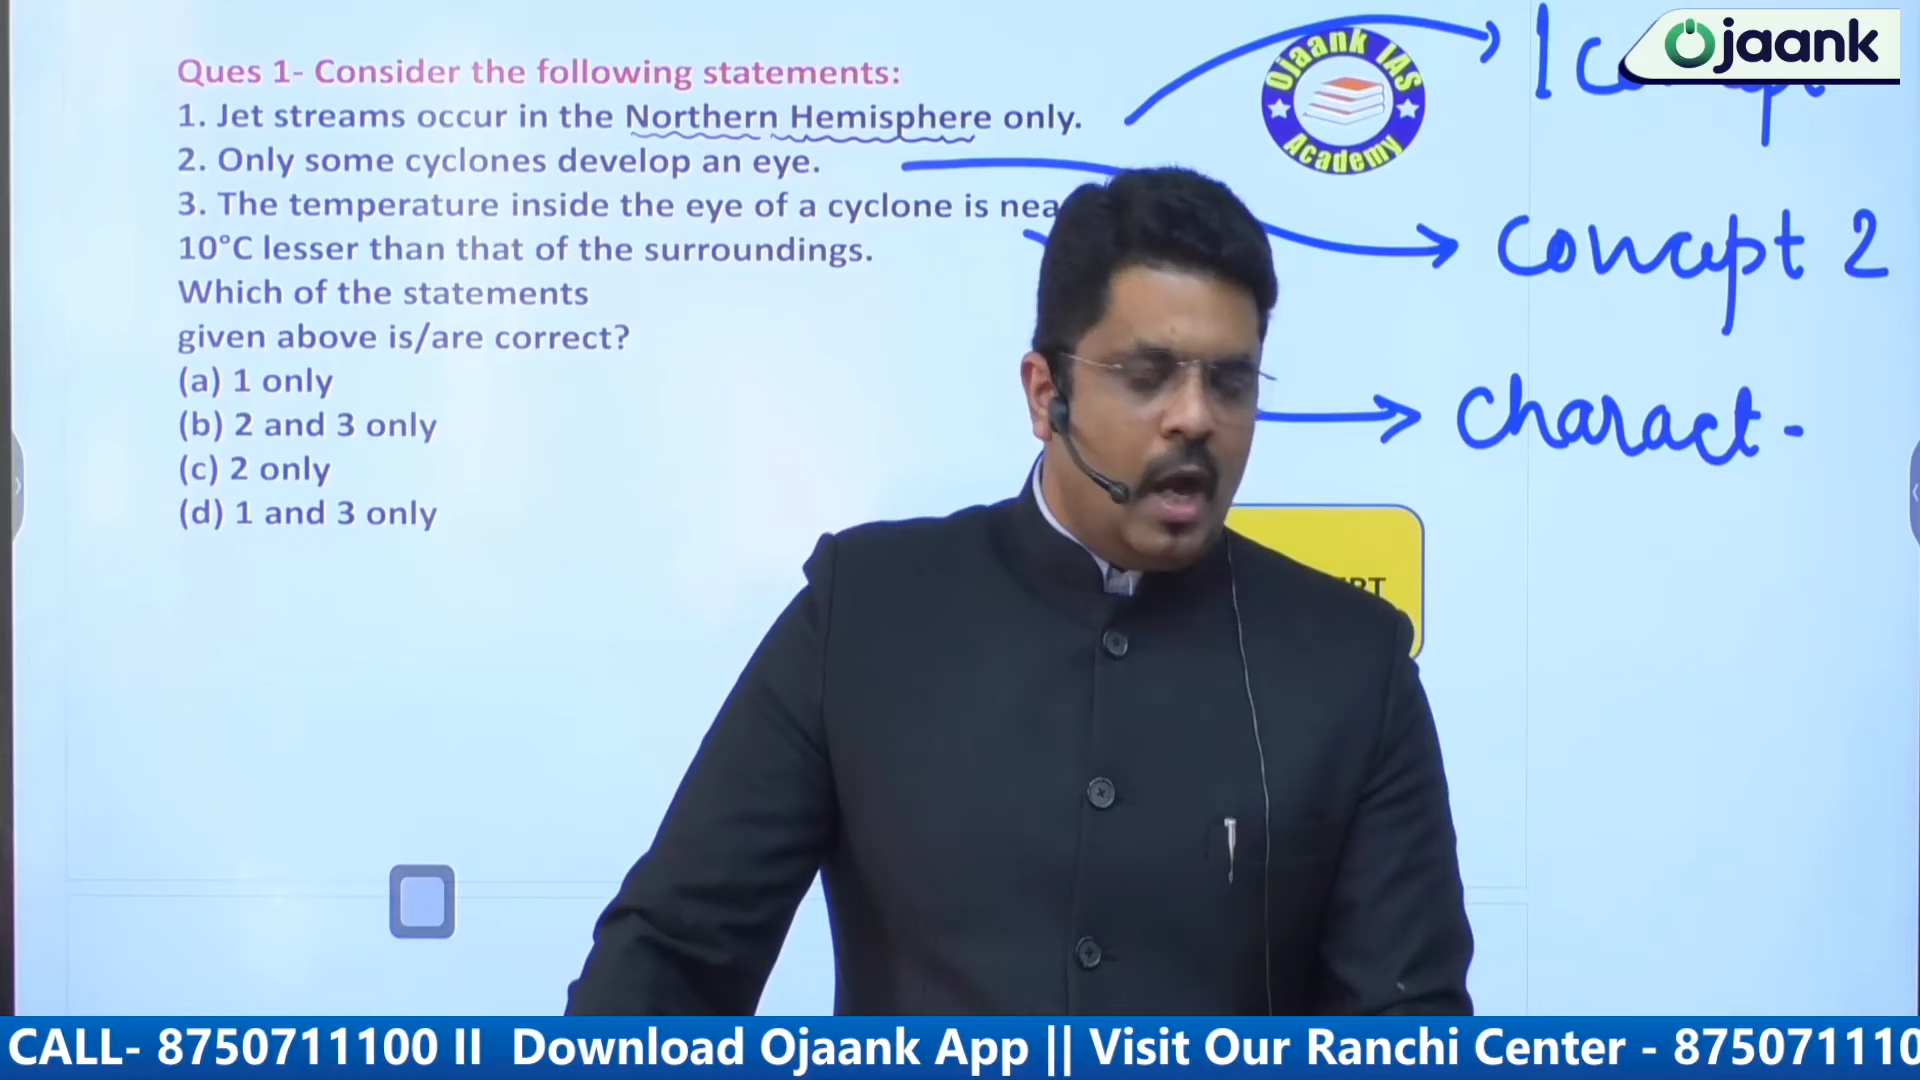 Ques 1- Consider the following statements:
1. Jet streams occur in the Northern Hemisphere only.
2. Only some cyclones develop an eye.
3. The temperature inside the eye of a cyclone is
10°C lesser than that of the surroundings.
Which of the statements
given above is/are correct?
(a) 1 only
(b) 2 and 3 only
(c) 2 only
(d) 1 and 3 only
Ojaank IAS
Academy
Ojaank
Concept 2
Charact-
CALL- 8750711100 II Download Ojaank App || Visit Our Ranchi Center - 875071110